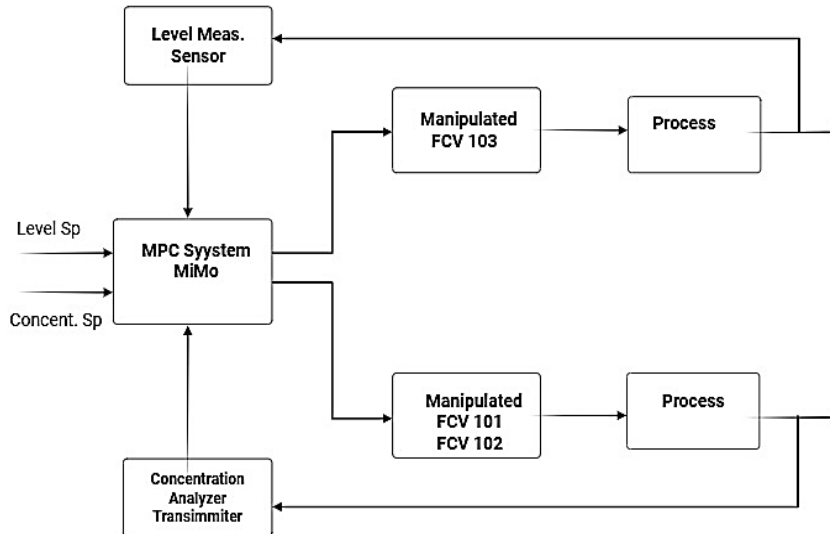 Level Meas.
Sensor
Manipulated
FCV 103
Process
Level Sp
MPC Syystem
MiMo
Concent. Sp
Manipulated
FCV 101
FCV 102
Process
Concentration
Analyzer
Transimmiter